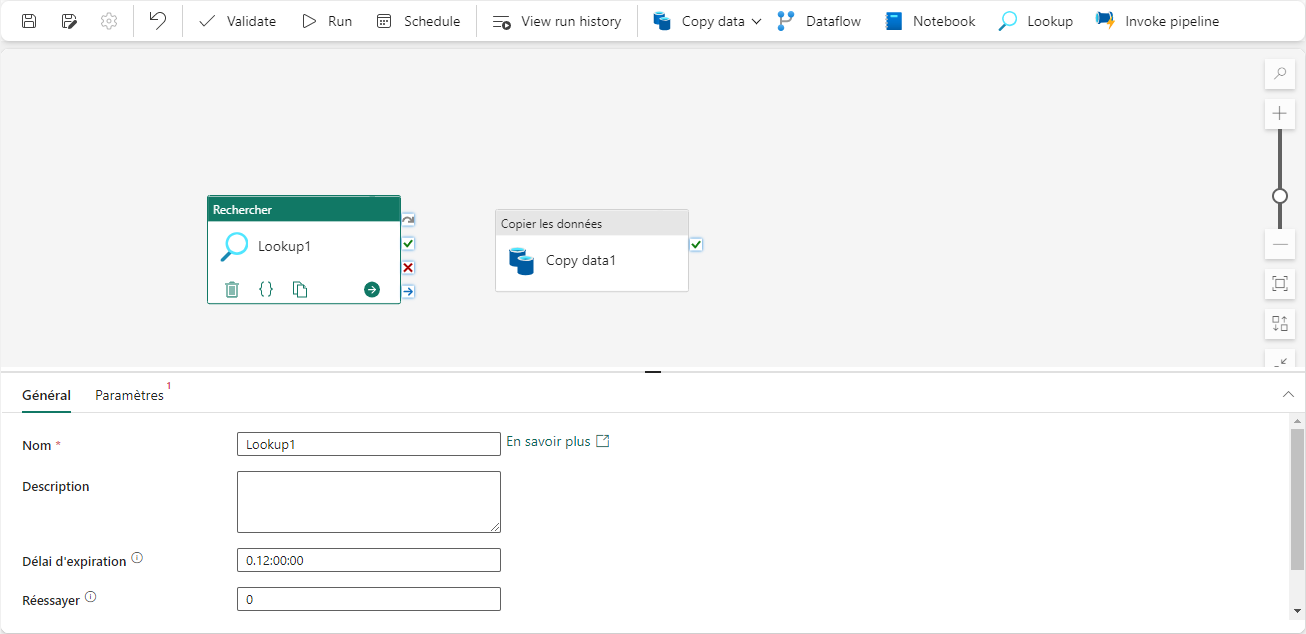 Validate Run Schedule View run history Copy data Dataflow Notebook Lookup Invoke pipeline
Rechercher
Lookup1
Copier les données
Copy data1
Général Paramètres 1
Nom * Lookup1 En savoir plus
Description
Délai d'expiration 0.12:00:00
Réessayer 0